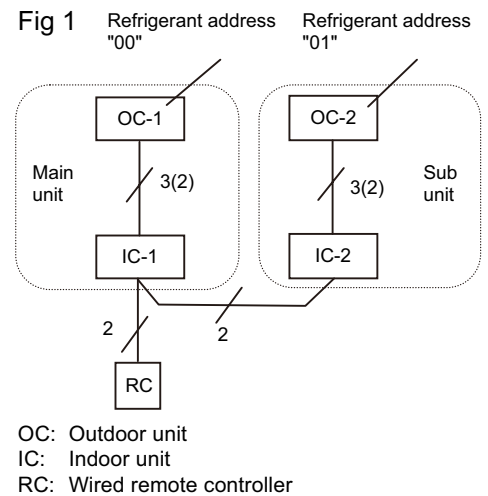 Fig 1
Refrigerant address
"00"
Refrigerant address
"01"
OC-1
OC-2
Main
unit
3(2)
3(2)
Sub
unit
IC-1
IC-2
2
2
RC
OC: Outdoor unit
IC: Indoor unit
RC: Wired remote controller